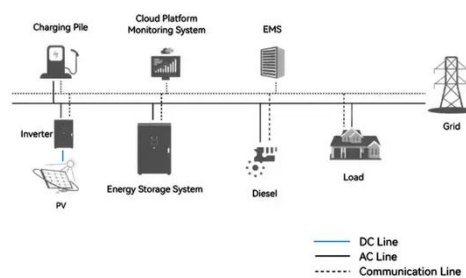 Charging Pile
Cloud Platform
Monitoring System
EMS
Grid
Inverter
PV
Energy Storage System
Diesel
Load
DC Line
AC Line
Communication Line